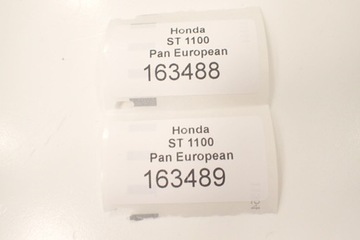 Honda
ST 1100
Pan European
163488
Honda
ST 1100
Pan European
163489